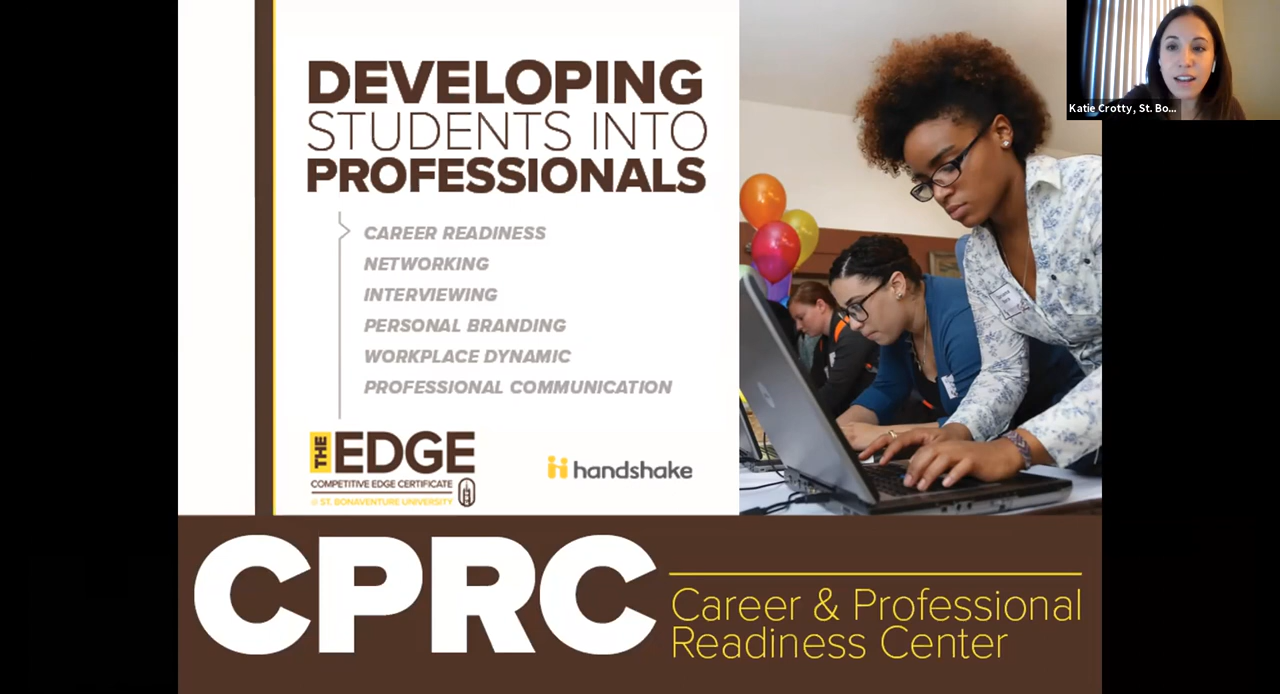 DEVELOPING
STUDENTS INTO
PROFESSIONALS
CAREER READINESS
NETWORKING
INTERVIEWING
PERSONAL BRANDING
WORKPLACE DYNAMIC
PROFESSIONAL COMMUNICATION
THE EDGE
COMPETITIVE EDGE CERTIFICATE
@ ST. BONAVENTURE UNIVERSITY
handshake
CPRC
Career & Professional
Readiness Center
Katie Crotty, St. Bo...